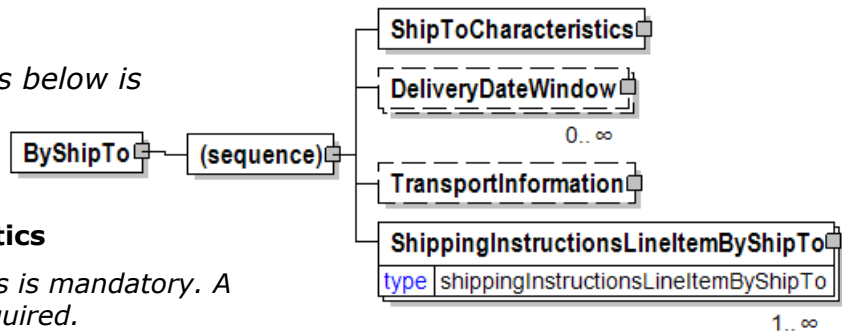 ShipToCharacteristics
s below is
DeliveryDateWindow
0.. ∞
ByShipTo
(sequence)
TransportInformation
tics
ShippingInstructionsLineItemByShipTo
s is mandatory. A
type shippingInstructionsLineItemByShipTo
quired.
1.. ∞